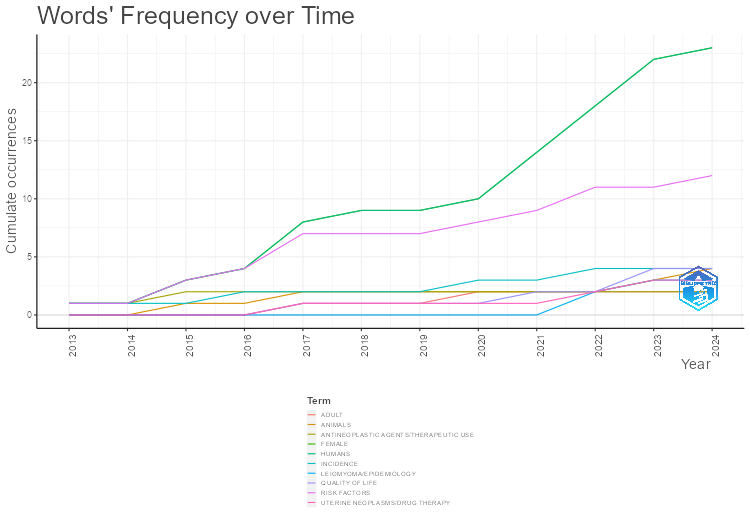 Words' Frequency over Time
Cumulate occurrences
20
15
10
5
0
2013
2014
2015
2016
2017
2018
2019
2020
2021
2022
2023
2024
Year
BIBLIOMETRIX
Term
ADULT
ANIMALS
ANTINEOPLASTIC AGENTS/THERAPEUTIC USE
FEMALE
HUMANS
INCIDENCE
LEIOMYOMA/EPIDEMIOLOGY
QUALITY OF LIFE
RISK FACTORS
UTERINE NEOPLASMS/DRUG THERAPY